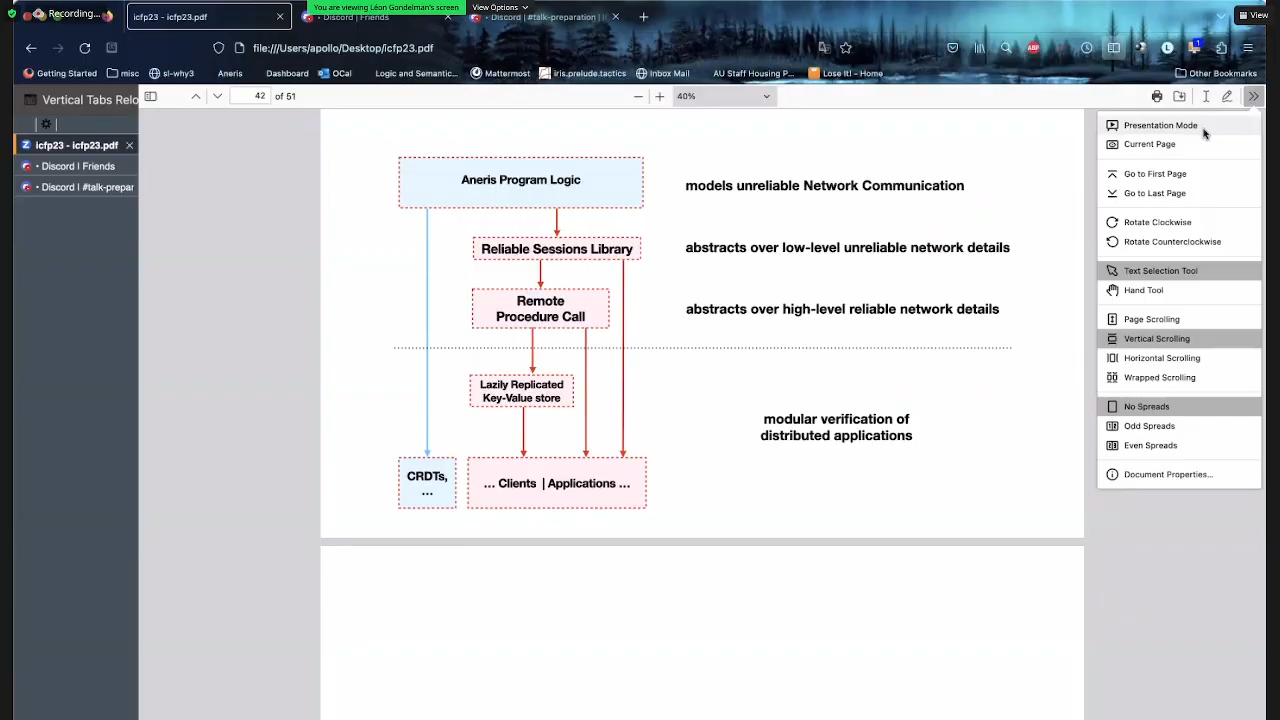 Recording...
icfp23 - icfp23.pdf
Discord | Friends
You are viewing Léon Gondelman's screen
View Options
Discord | #talk-preparation |
View
file:///Users/apollo/Desktop/icfp23.pdf
ABP
L
1
Getting Started
misc
sl-why3
Aneris
Dashboard
OCal
Logic and Semantic...
Mattermost
iris.prelude.tactics
Inbox Mail
AU Staff Housing P...
Lose It! - Home
Other Bookmarks
Vertical Tabs Relo
42 of 51
40%
icfp23 - icfp23.pdf
• Discord | Friends
• Discord | #talk-prepar
Presentation Mode
Current Page
Go to First Page
Go to Last Page
Rotate Clockwise
Rotate Counterclockwise
Text Selection Tool
Hand Tool
Page Scrolling
Vertical Scrolling
Horizontal Scrolling
Wrapped Scrolling
No Spreads
Odd Spreads
Even Spreads
Document Properties...
Aneris Program Logic
models unreliable Network Communication
Reliable Sessions Library
abstracts over low-level unreliable network details
Remote
Procedure Call
abstracts over high-level reliable network details
Lazily Replicated
Key-Value store
modular verification of
distributed applications
CRDTs,
...
... Clients | Applications ...